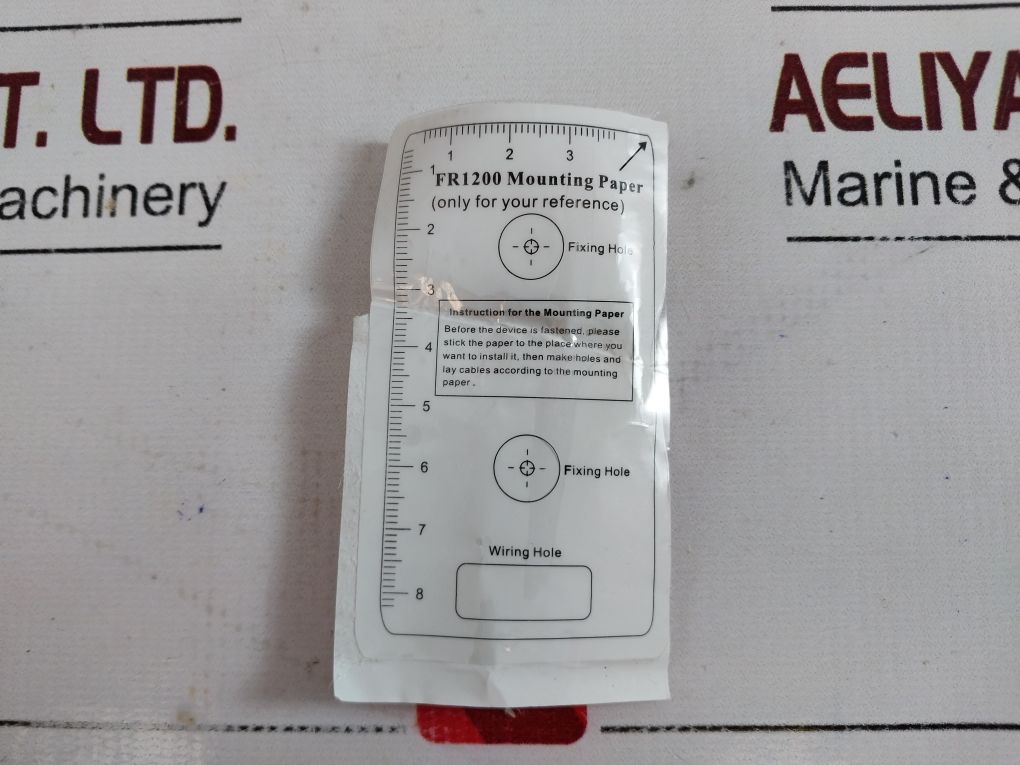 T. LTD.
achinery
AELIYA
Marine &
1 2 3
1
FR1200 Mounting Paper
(only for your reference)
2
Fixing Hole
3
Instruction for the Mounting Paper
Before the device is fastened, please
stick the paper to the place where you
want to install it, then make holes and
lay cables according to the mounting
paper .
4
5
6
Fixing Hole
7
Wiring Hole
8